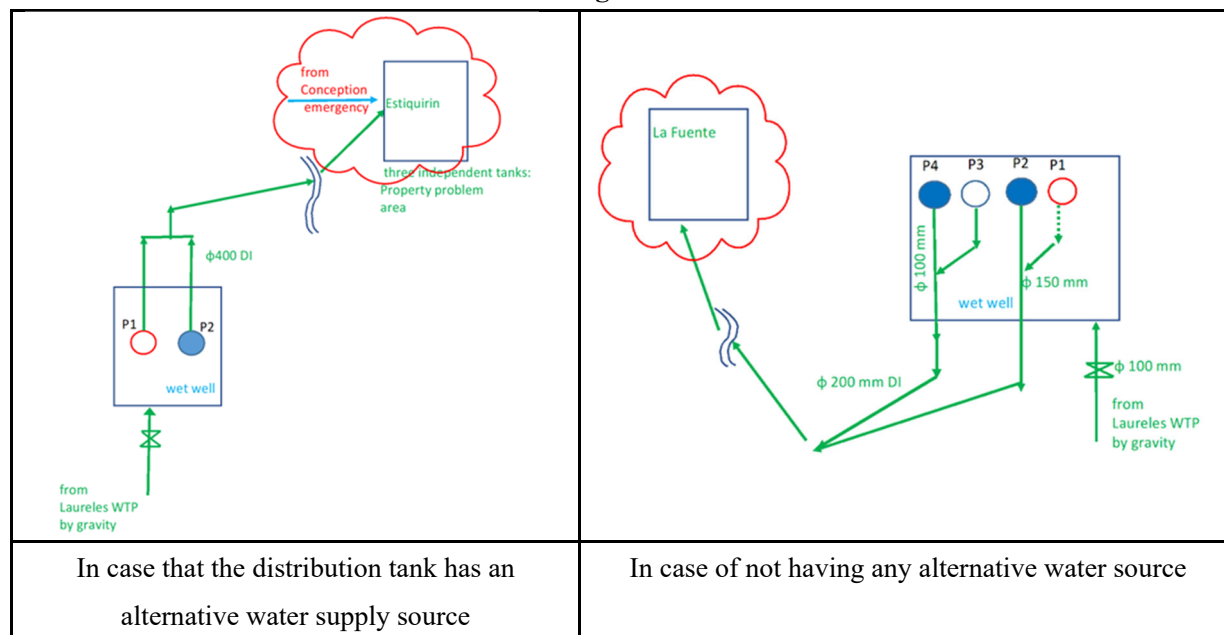 from
Conception
emergency
Estiquirin
three independent tanks:
Property problem
area
ϕ400 DI
P1
P2
wet well
from
Laureles WTP
by gravity
La Fuente
P4
P3
P2
P1
ϕ 100 mm
ϕ 150 mm
wet well
ϕ 200 mm DI
ϕ 100 mm
from
Laureles WTP
by gravity
In case that the distribution tank has an
alternative water supply source
In case of not having any alternative water source